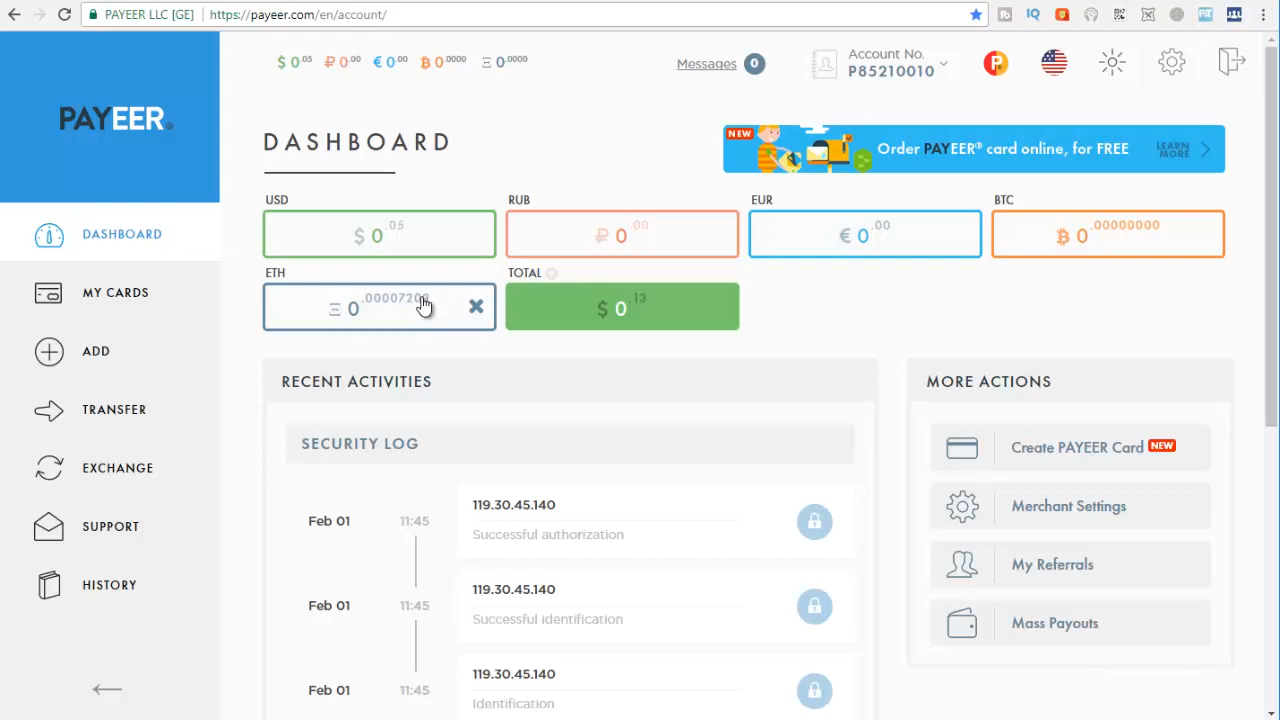 PAYEER LLC [GE] https://payeer.com/en/account/
$ 0.05 ₽ 0.00 € 0.00 ₿ 0.0000 Ξ 0.0000
Messages 0
Account No.
P85210010
PAYEER®
DASHBOARD
NEW
Order PAYEER® card online, for FREE
LEARN MORE
USD
RUB
EUR
BTC
$ 0.05
₽ 0.00
€ 0.00
₿ 0.00000000
ETH
TOTAL
Ξ 0
$ 0.13
DASHBOARD
MY CARDS
ADD
TRANSFER
EXCHANGE
SUPPORT
HISTORY
RECENT ACTIVITIES
SECURITY LOG
Feb 01 11:45
119.30.45.140
Successful authorization
Feb 01 11:45
119.30.45.140
Successful identification
Feb 01 11:45
119.30.45.140
Identification
MORE ACTIONS
Create PAYEER Card NEW
Merchant Settings
My Referrals
Mass Payouts